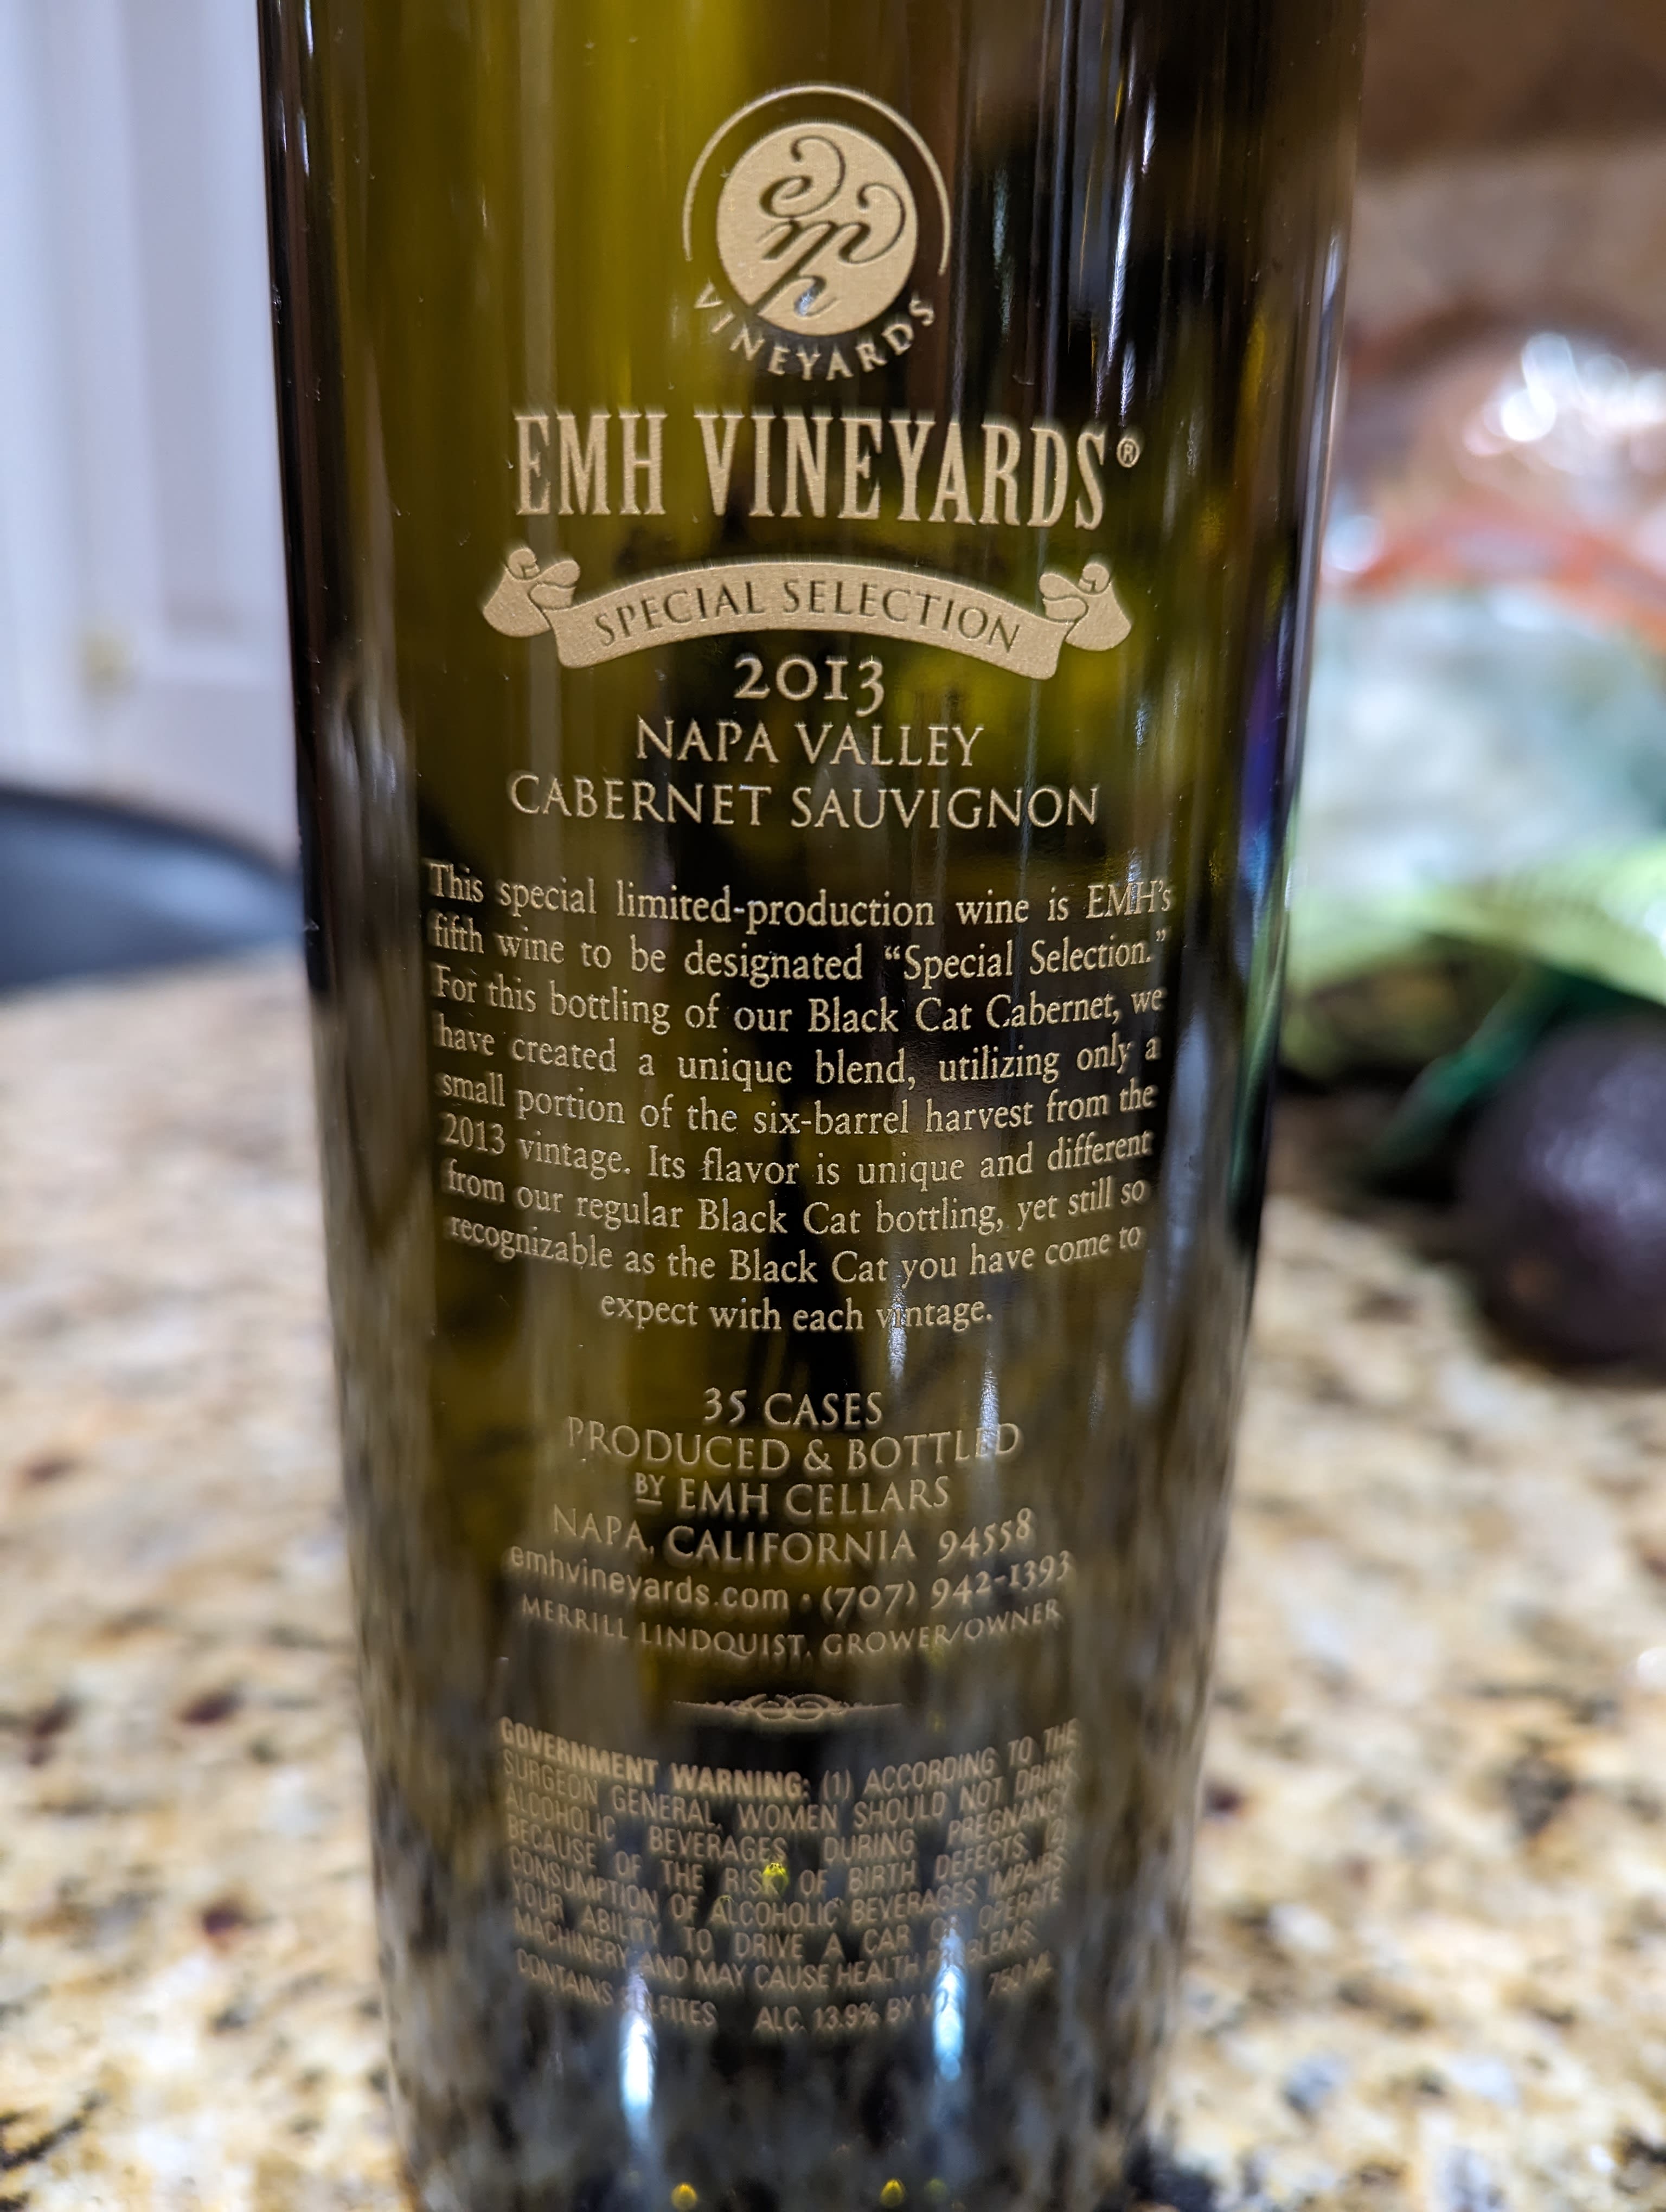 emh
VINEYARDS
EMH VINEYARDS®
SPECIAL SELECTION
2013
NAPA VALLEY
CABERNET SAUVIGNON
This special limited-production wine is EMH's
fifth wine to be designated “Special Selection.”
For this bottling of our Black Cat Cabernet, we
have created a unique blend, utilizing only a
small portion of the six-barrel harvest from the
2013 vintage. Its flavor is unique and different
from our regular Black Cat bottling, yet still so
recognizable as the Black Cat you have come to
expect with each vintage.
35 CASES
PRODUCED & BOTTLED
BY EMH CELLARS
NAPA, CALIFORNIA 94558
emhvineyards.com • (707) 942-1393
MERRILL LINDQUIST, GROWER/OWNER
GOVERNMENT WARNING: (1) ACCORDING TO THE
SURGEON GENERAL, WOMEN SHOULD NOT DRINK
ALCOHOLIC BEVERAGES DURING PREGNANCY
BECAUSE OF THE RISK OF BIRTH DEFECTS. (2)
CONSUMPTION OF ALCOHOLIC BEVERAGES IMPAIRS
YOUR ABILITY TO DRIVE A CAR OR OPERATE
MACHINERY AND MAY CAUSE HEALTH PROBLEMS.
CONTAINS SULFITES ALC. 13.9% BY VOL. 750 ML